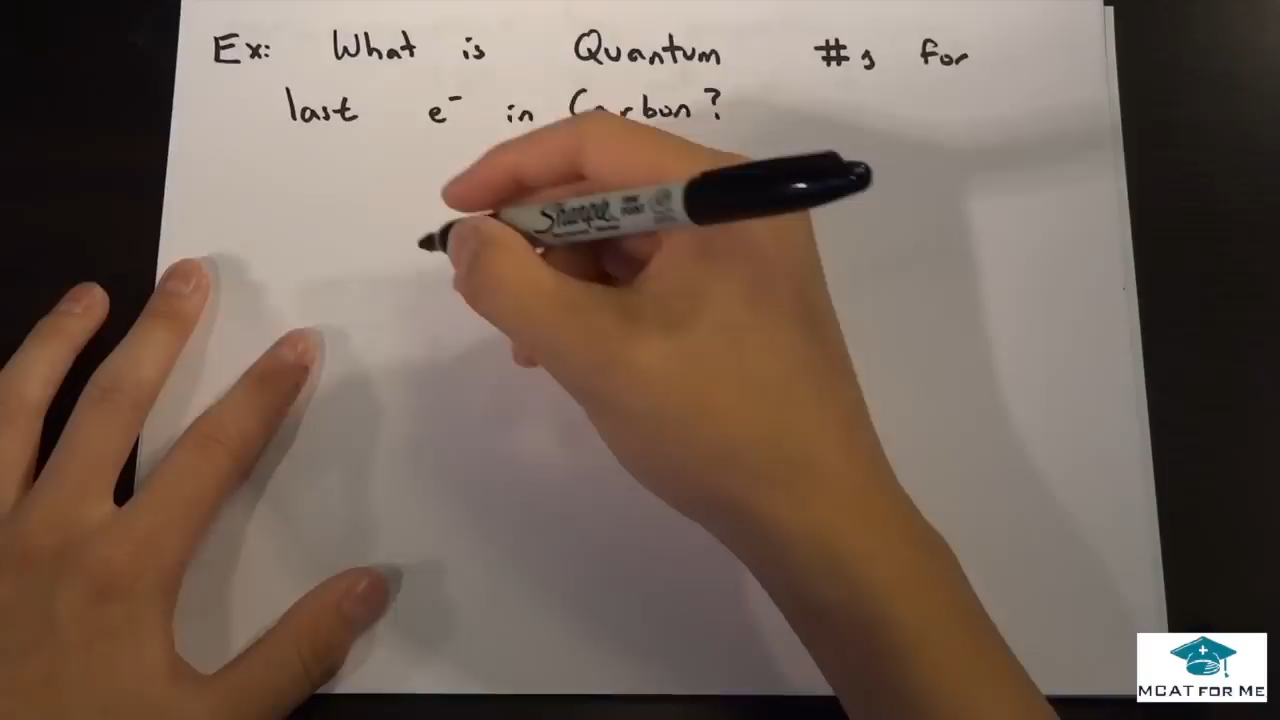 Ex: What is Quantum #s for
last e⁻ in Carbon?
Sharpie
MCAT FOR ME